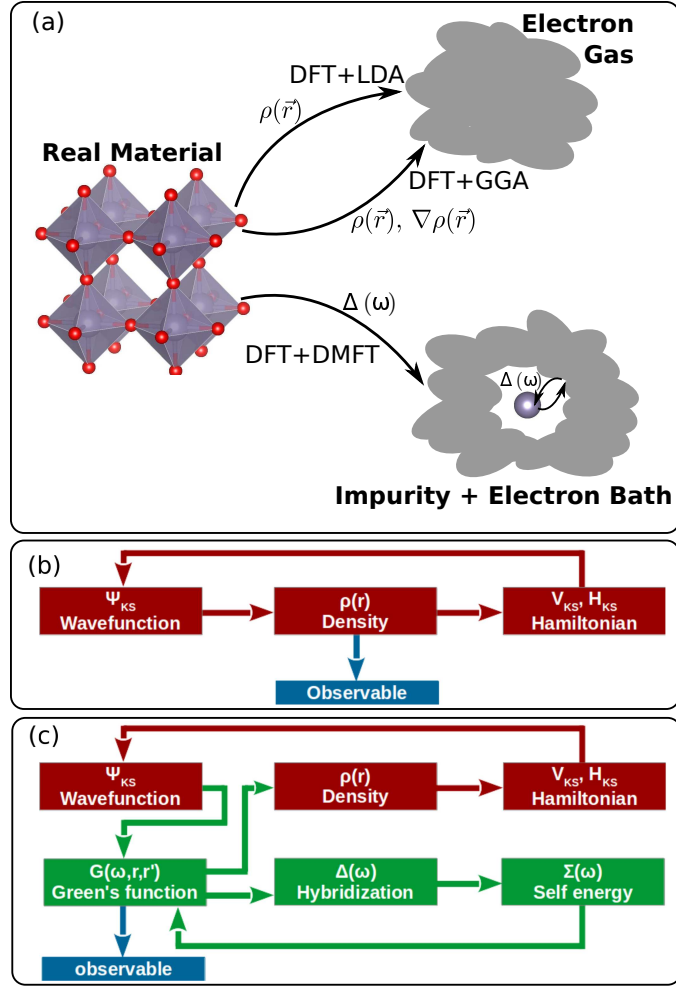 (a)
Electron
Gas
DFT+LDA
ρ(r⃗)
Real Material
DFT+GGA
ρ(r⃗), ∇ρ(r⃗)
Δ(ω)
DFT+DMFT
Δ(ω)
Impurity + Electron Bath
(b)
Ψ_KS
Wavefunction
ρ(r)
Density
V_KS, H_KS
Hamiltonian
Observable
(c)
Ψ_KS
Wavefunction
ρ(r)
Density
V_KS, H_KS
Hamiltonian
G(ω,r,r')
Green's function
Δ(ω)
Hybridization
Σ(ω)
Self energy
observable